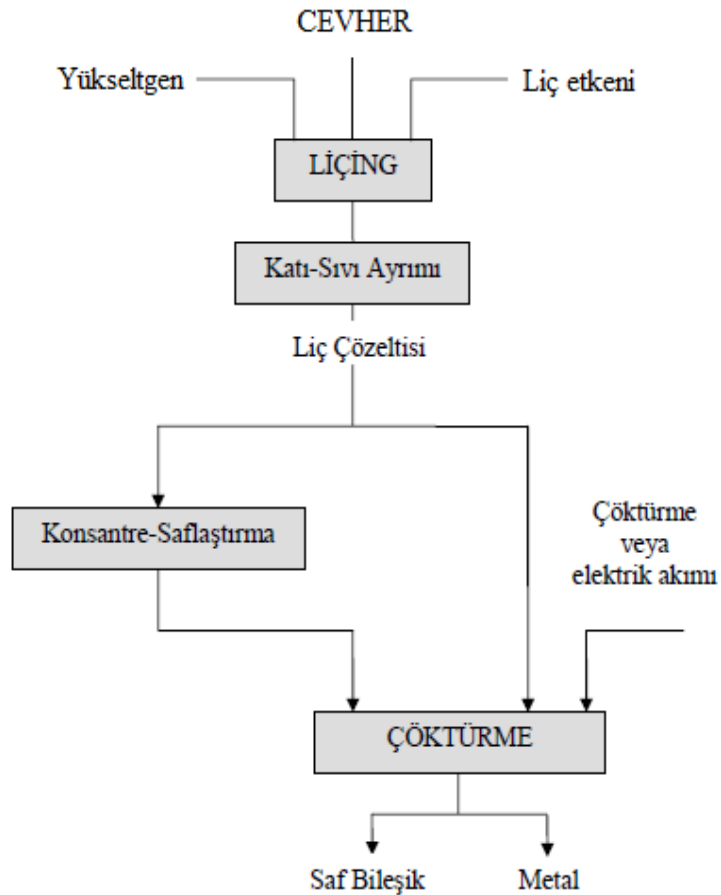 CEVHER
Yükseltgen
Liç etkeni
LİÇİNG
Katı-Sıvı Ayrımı
Liç Çözeltisi
Konsantre-Saflaştırma
Çöktürme
veya
elektrik akımı
ÇÖKTÜRME
Saf Bileşik
Metal